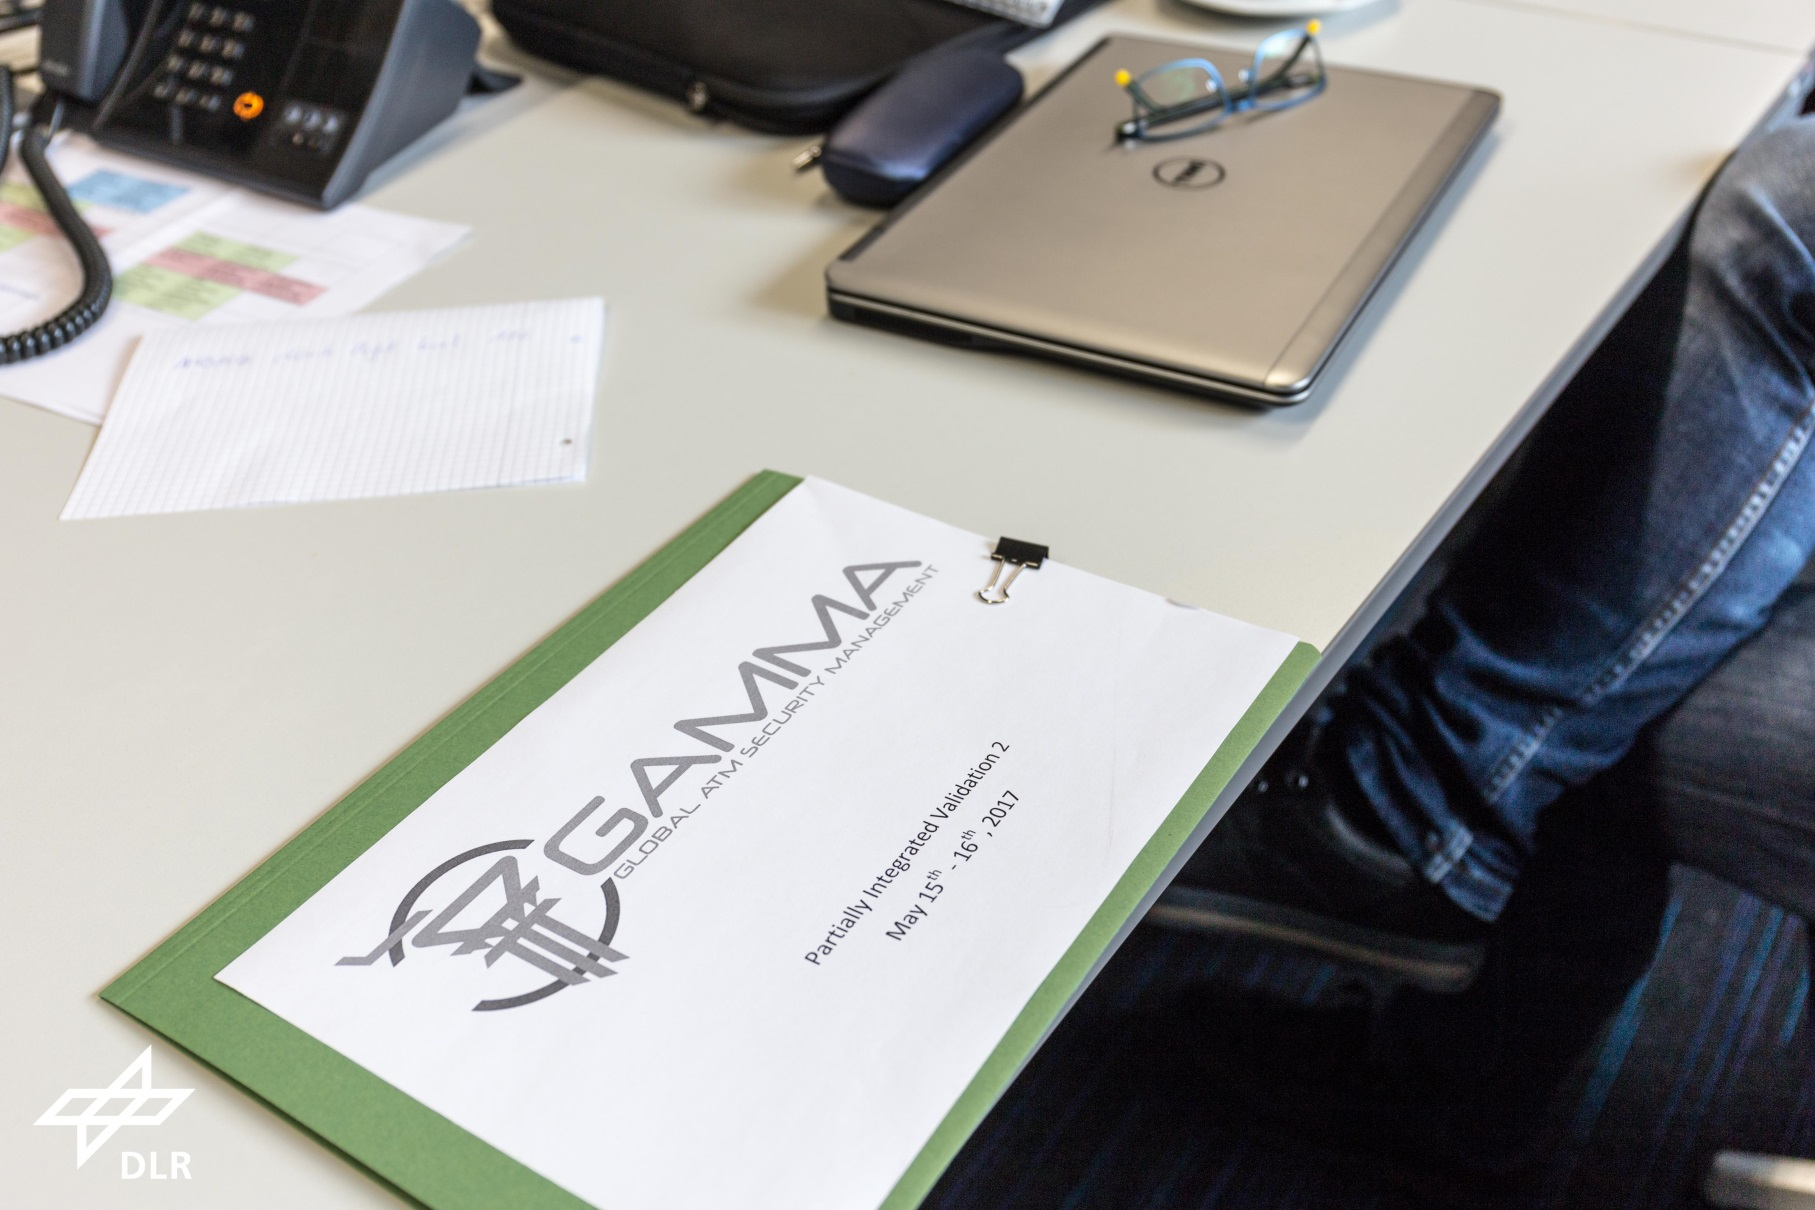 GAMMA
GLOBAL ATM SECURITY MANAGEMENT
Partially Integrated Validation 2
May 15th - 16th, 2017
DELL
DLR